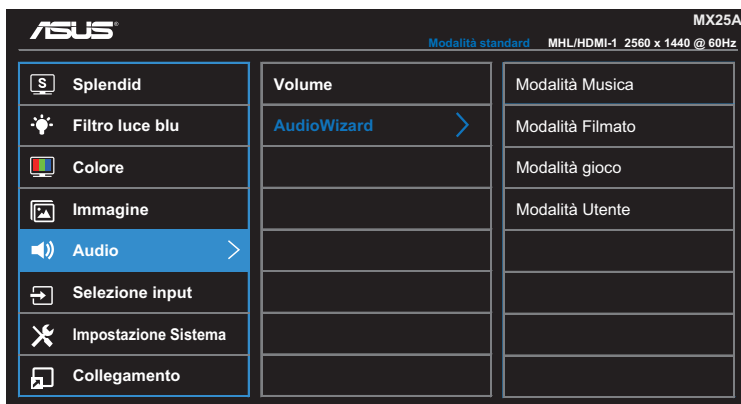 ASUS
MX25A
Modalità standard MHL/HDMI-1 2560 x 1440 @ 60Hz
S Splendid
Filtro luce blu
Colore
Immagine
Audio
Selezione input
Impostazione Sistema
Collegamento
Volume
AudioWizard
Modalità Musica
Modalità Filmato
Modalità gioco
Modalità Utente